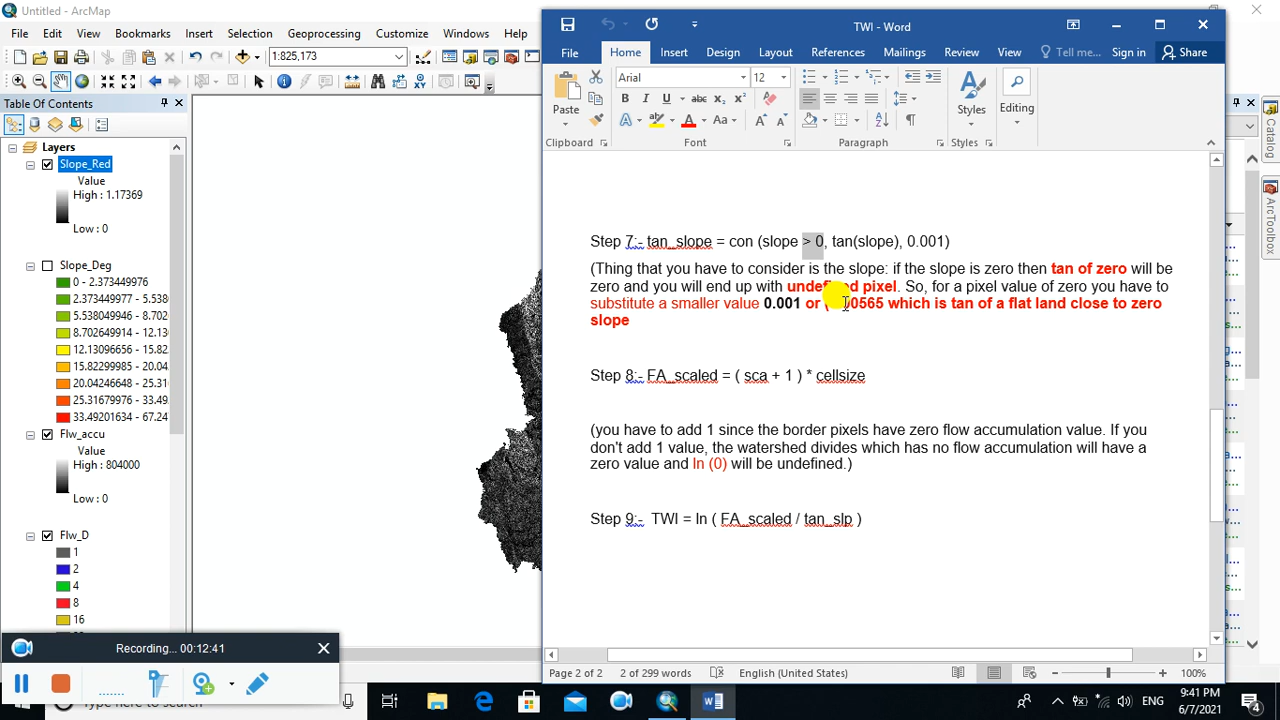 Untitled - ArcMap
File Edit View Bookmarks Insert Selection Geoprocessing Customize Windows Help
1:825,173
Table Of Contents
Layers
Slope_Red
Value
High : 1.17369
Low : 0
Slope_Deg
0 - 2.373449777
2.373449779 - 5.530
5.538049846 - 8.702
8.702914630 - 12.13
12.13096656 - 15.82
15.82299985 - 20.04
20.04246648 - 25.31
25.31679976 - 33.49
33.49201634 - 67.24
Flw_accu
Value
High : 804000
Low : 0
Flw_D
1
2
4
8
16
Recording... 00:12:41
TWI - Word
File Home Insert Design Layout References Mailings Review View Tell me... Sign in Share
Arial 12
Paste
Styles
Editing
Clipboard Font Paragraph Styles
Step 7:- tan_slope = con (slope > 0, tan(slope), 0.001)
(Thing that you have to consider is the slope: if the slope is zero then tan of zero will be
zero and you will end up with undefined pixel. So, for a pixel value of zero you have to
substitute a smaller value 0.001 or ( 0565 which is tan of a flat land close to zero
slope
Step 8:- FA_scaled = ( sca + 1 ) * cellsize
(you have to add 1 since the border pixels have zero flow accumulation value. If you
don't add 1 value, the watershed divides which has no flow accumulation will have a
zero value and ln (0) will be undefined.)
Step 9:- TWI = ln ( FA_scaled / tan_slp )
Page 2 of 2 2 of 299 words English (United States) 100%
Catalog
ArcToolbox
Type here to search
ENG
9:41 PM
6/7/2021
4